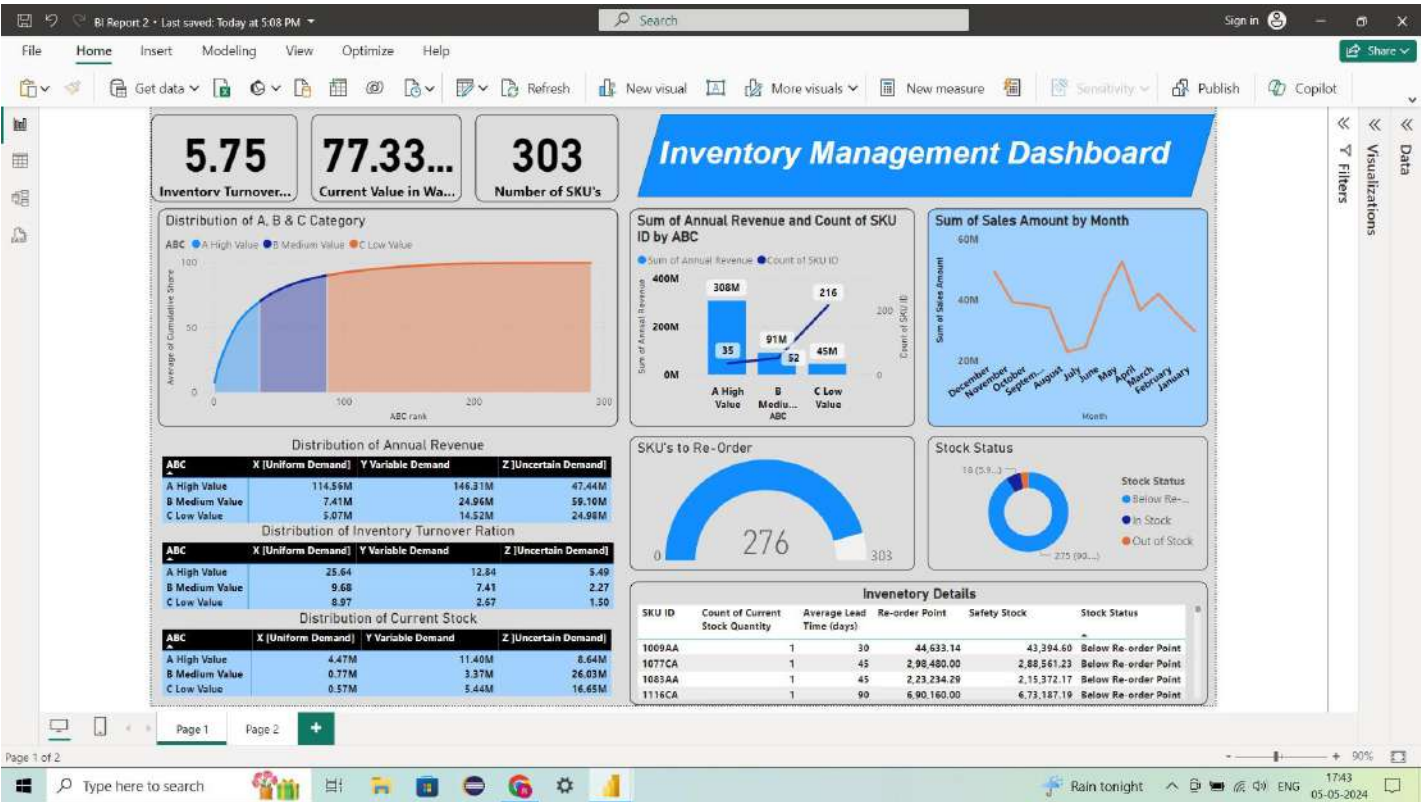 BI Report 2 • Last saved: Today at 5:08 PM
Search
Sign in
File Home Insert Modeling View Optimize Help
Share
Get data
Refresh
New visual
More visuals
New measure
Sensitivity
Publish
Copilot
5.75
Inventory Turnover...
77.33...
Current Value in Wa...
303
Number of SKU's
Inventory Management Dashboard
Filters
Visualizations
Data
Distribution of A, B & C Category
ABC A High Value B Medium Value C Low Value
Average of Cumulative Share
100
50
0
0 100 200 300
ABC rank
Sum of Annual Revenue and Count of SKU
ID by ABC
Sum of Annual Revenue Count of SKU ID
Sum of Annual Revenue
400M
200M
0M
308M
91M
45M
35
52
216
200
0
Count of SKU ID
A High
Value
B
Mediu...
C Low
Value
ABC
Sum of Sales Amount by Month
Sum of Sales Amount
60M
40M
20M
December
November
October
Septem...
August
July
June
May
April
March
February
January
Month
Distribution of Annual Revenue
ABC X [Uniform Demand] Y Variable Demand Z ]Uncertain Demand]
A High Value 114.56M 146.31M 47.44M
B Medium Value 7.41M 24.96M 59.10M
C Low Value 5.07M 14.52M 24.98M
Distribution of Inventory Turnover Ration
ABC X [Uniform Demand] Y Variable Demand Z ]Uncertain Demand]
A High Value 25.64 12.84 5.49
B Medium Value 9.68 7.41 2.27
C Low Value 8.97 2.67 1.50
Distribution of Current Stock
ABC X [Uniform Demand] Y Variable Demand Z ]Uncertain Demand]
A High Value 4.47M 11.40M 8.64M
B Medium Value 0.77M 3.37M 26.03M
C Low Value 0.57M 5.44M 16.65M
SKU's to Re-Order
276
0
303
Stock Status
18 (5.9...)
275 (90....)
Stock Status
Below Re-...
In Stock
Out of Stock
Invenetory Details
SKU ID Count of Current Average Lead Re-order Point Safety Stock Stock Status
Stock Quantity Time (days)
1009AA 1 30 44,633.14 43,394.60 Below Re-order Point
1077CA 1 45 2,98,480.00 2,88,561.23 Below Re-order Point
1083AA 1 45 2,23,234.29 2,15,372.17 Below Re-order Point
1116CA 1 90 6,90,160.00 6,73,187.19 Below Re-order Point
Page 1
Page 2
Page 1 of 2
90%
Type here to search
Rain tonight
ENG
17:43
05-05-2024